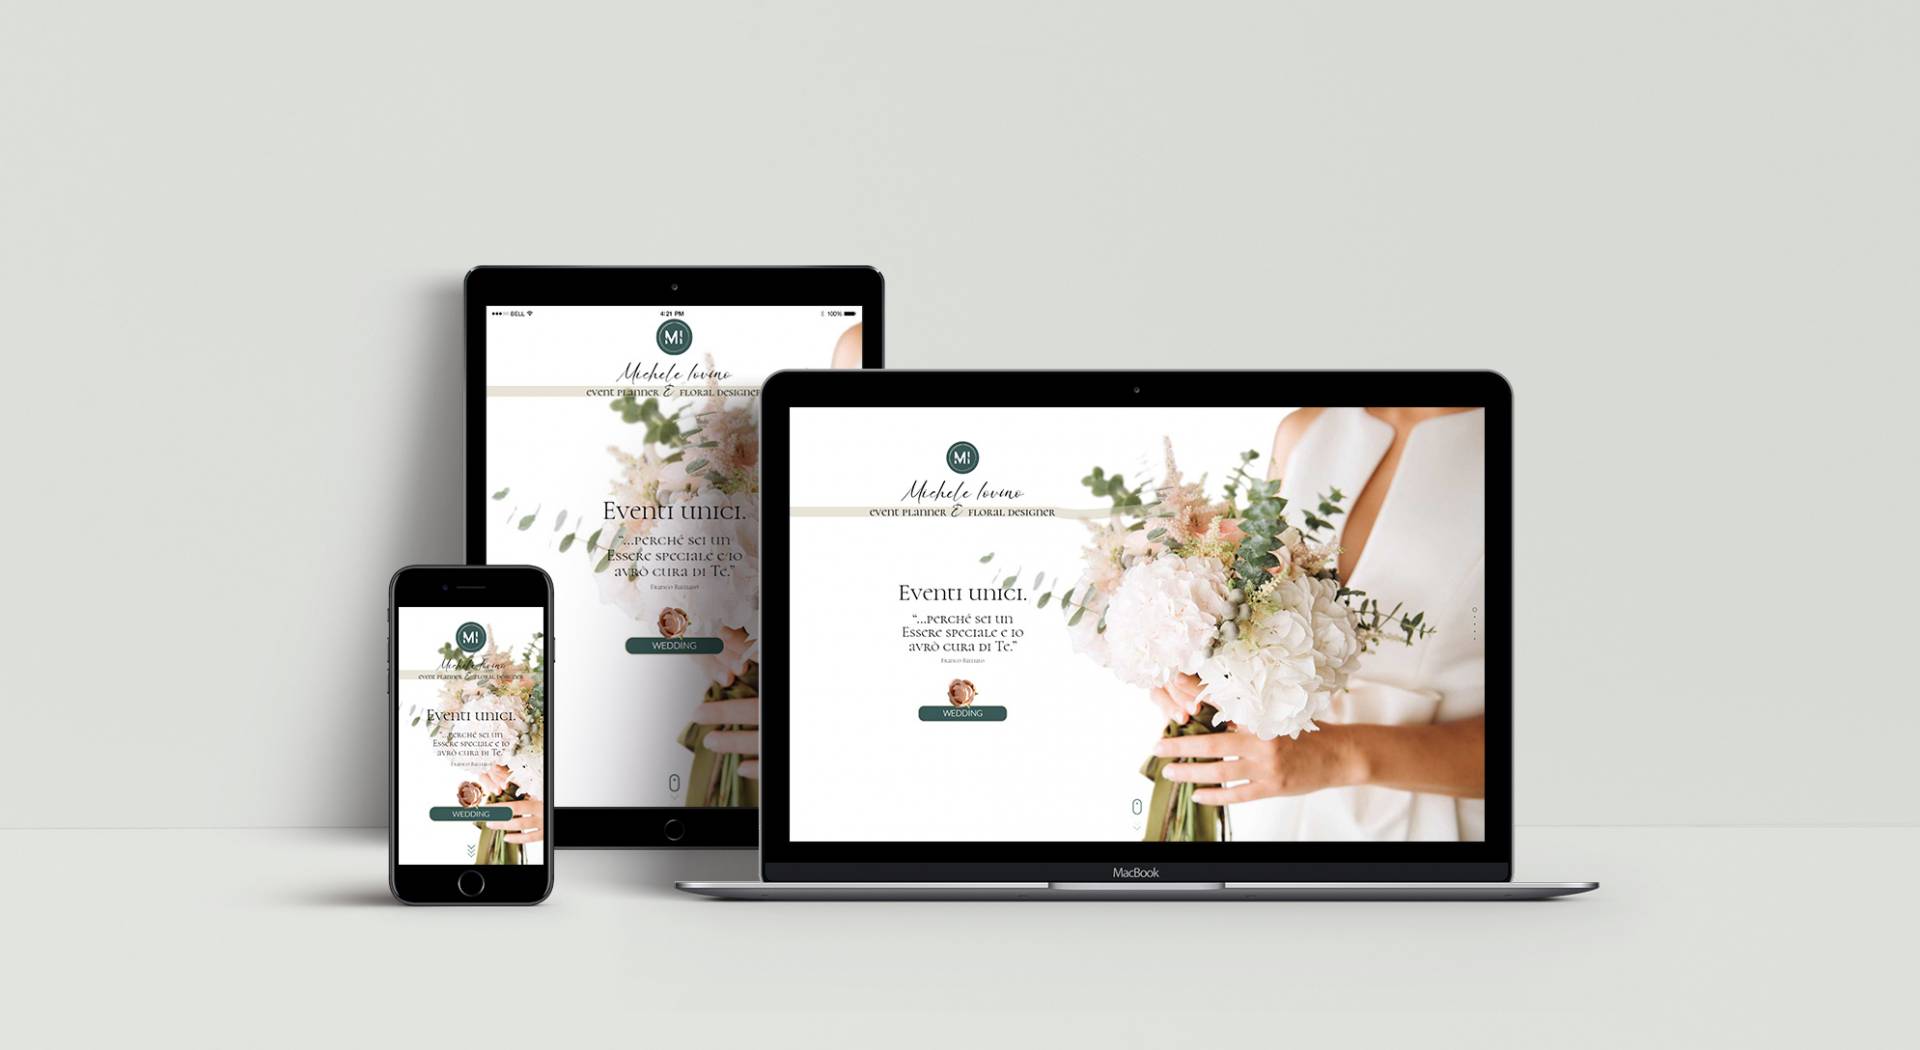 ●●●○○ BELL
4:21 PM
100%
MI
Michele Iovino
event planner & floral designer
Eventi unici.
“...perché sei un
Essere speciale e io
avrò cura di Te.”
Franco Battiato
WEDDING
MI
Michele Iovino
event planner & floral designer
Eventi unici.
“...perché sei un
Essere speciale e io
avrò cura di Te.”
Franco Battiato
WEDDING
MacBook
MI
Michele Iovino
event planner & floral designer
Eventi unici.
“...perché sei un
Essere speciale e io
avrò cura di Te.”
Franco Battiato
WEDDING